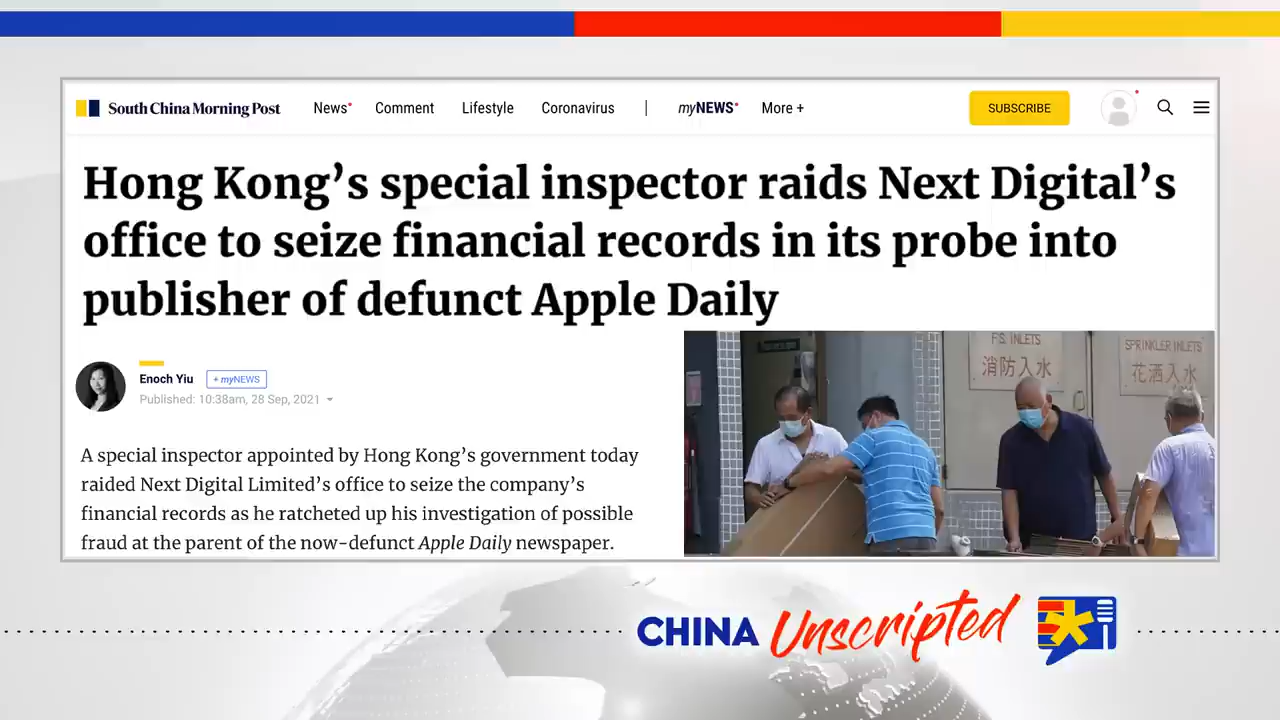 South China Morning Post
News Comment Lifestyle Coronavirus | myNEWS More +
SUBSCRIBE
Hong Kong’s special inspector raids Next Digital’s
office to seize financial records in its probe into
publisher of defunct Apple Daily
Enoch Yiu + myNEWS
Published: 10:38am, 28 Sep, 2021
A special inspector appointed by Hong Kong’s government today
raided Next Digital Limited’s office to seize the company’s
financial records as he ratcheted up his investigation of possible
fraud at the parent of the now-defunct Apple Daily newspaper.
F.S. INLETS
消防入水
SPRINKLER INLETS
花洒入水
CHINA Unscripted